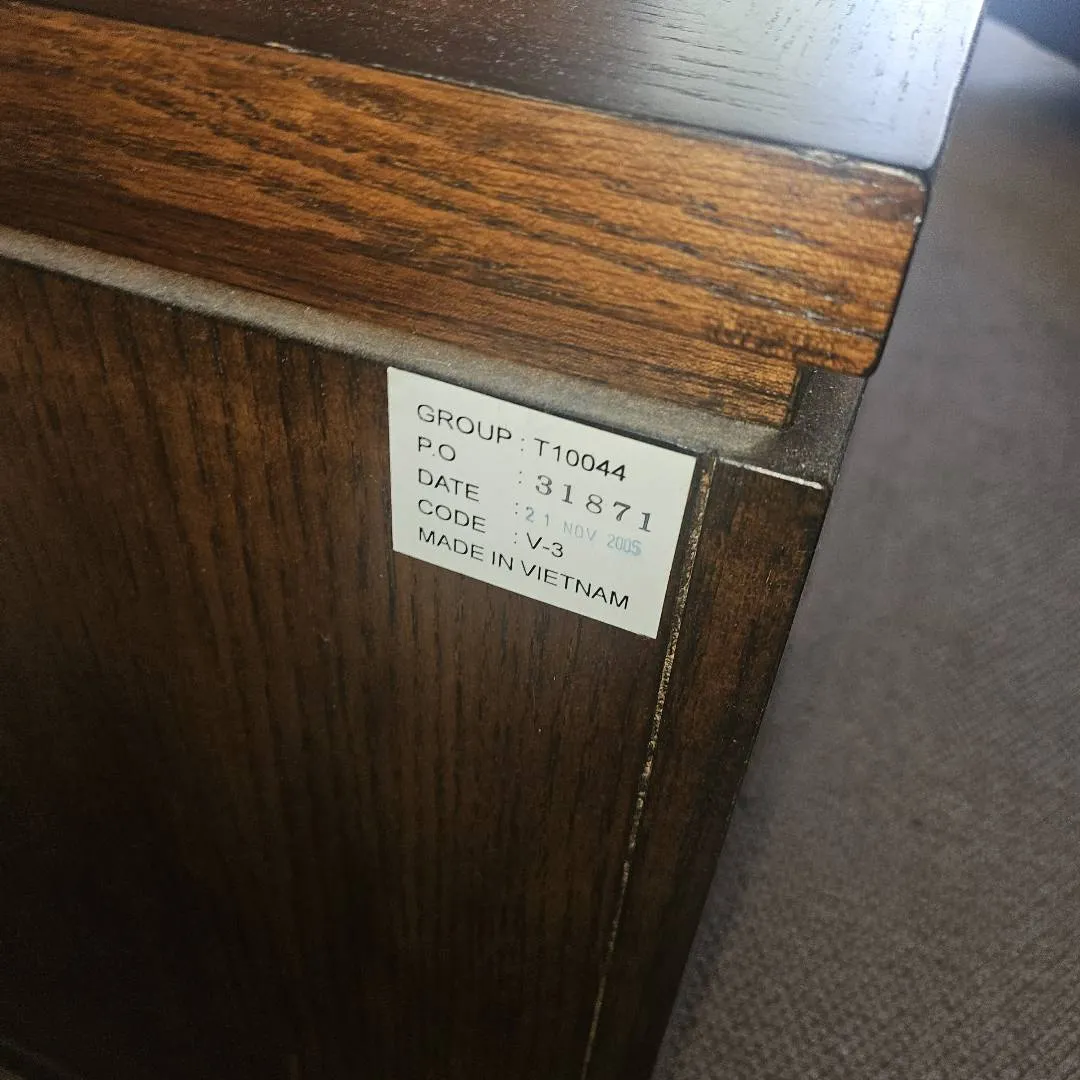 GROUP : T10044
P.O : 31871
DATE : 21 NOV 2005
CODE : V-3
MADE IN VIETNAM